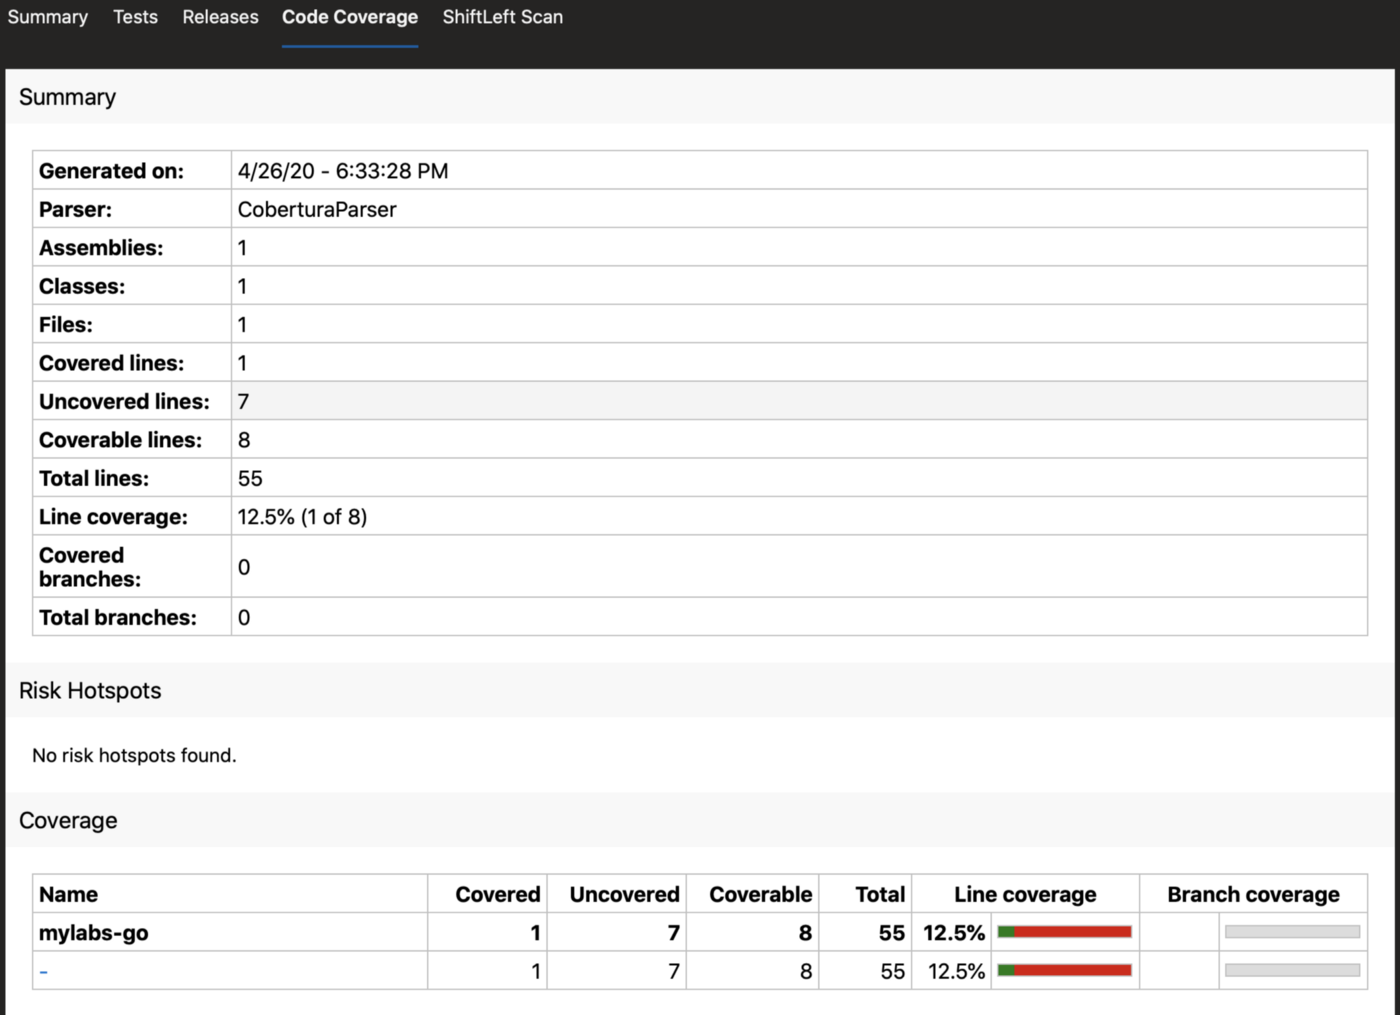 Summary Tests Releases Code Coverage ShiftLeft Scan
Summary
Generated on: 4/26/20 - 6:33:28 PM
Parser: CoberturaParser
Assemblies: 1
Classes: 1
Files: 1
Covered lines: 1
Uncovered lines: 7
Coverable lines: 8
Total lines: 55
Line coverage: 12.5% (1 of 8)
Covered
branches: 0
Total branches: 0
Risk Hotspots
No risk hotspots found.
Coverage
Name Covered Uncovered Coverable Total Line coverage Branch coverage
mylabs-go 1 7 8 55 12.5%
- 1 7 8 55 12.5%